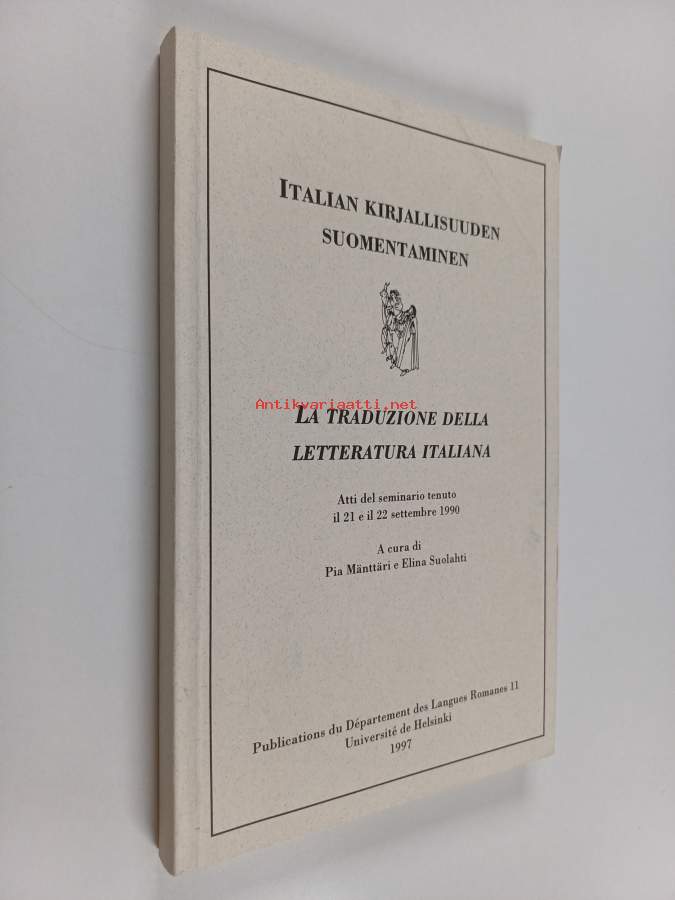 ITALIAN KIRJALLISUUDEN
SUOMENTAMINEN
Antikvariaatti.net
LA TRADUZIONE DELLA
LETTERATURA ITALIANA
Atti del seminario tenuto
il 21 e il 22 settembre 1990
A cura di
Pia Mänttäri e Elina Suolahti
Publications du Département des Langues Romanes 11
Université de Helsinki
1997